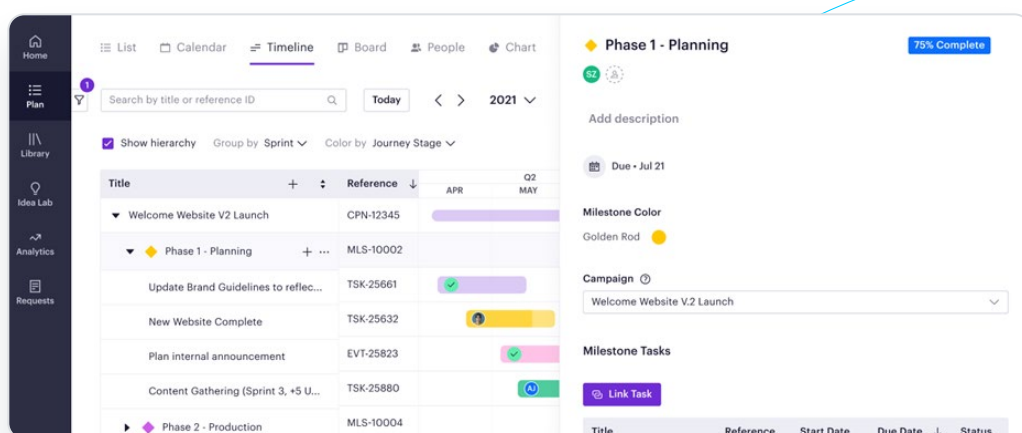 Home
Plan
Library
Idea Lab
Analytics
Requests
List Calendar Timeline Board People Chart
1
Search by title or reference ID Today 2021
Show hierarchy Group by Sprint Color by Journey Stage
Title Reference Q2
APR MAY
Welcome Website V2 Launch CPN-12345
Phase 1 - Planning MLS-10002
Update Brand Guidelines to reflec... TSK-25661
New Website Complete TSK-25632
Plan internal announcement EVT-25823
Content Gathering (Sprint 3, +5 U... TSK-25880 AJ
Phase 2 - Production MLS-10004
Phase 1 - Planning 75% Complete
SZ
Add description
Due • Jul 21
Milestone Color
Golden Rod
Campaign
Welcome Website V.2 Launch
Milestone Tasks
Link Task
Title Reference Start Date Due Date Status